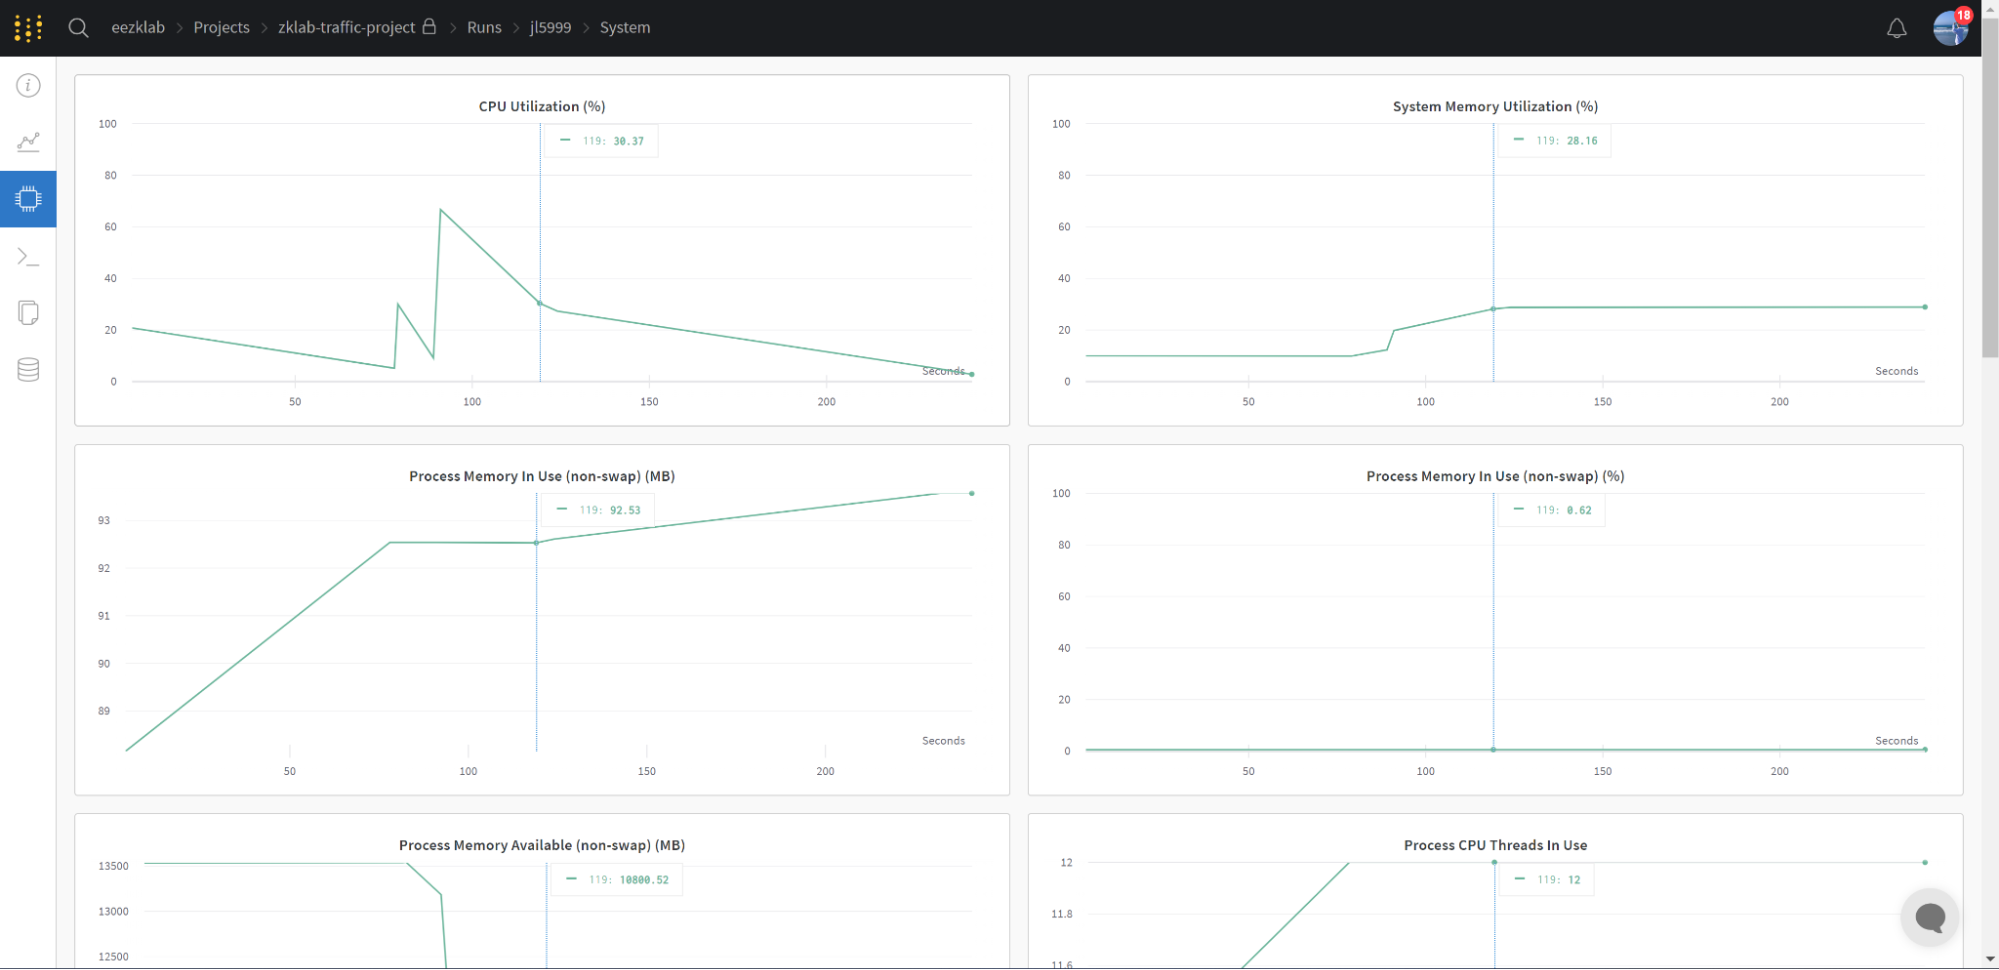 eezklab > Projects > zklab-traffic-project > Runs > jl5999 > System
18
CPU Utilization (%)
119: 30.37
100
80
60
40
20
0
Seconds
50 100 150 200
System Memory Utilization (%)
119: 28.16
100
80
60
40
20
0
Seconds
50 100 150 200
Process Memory In Use (non-swap) (MB)
119: 92.53
93
92
91
90
89
Seconds
50 100 150 200
Process Memory In Use (non-swap) (%)
119: 0.62
100
80
60
40
20
0
Seconds
50 100 150 200
Process Memory Available (non-swap) (MB)
119: 10800.52
13500
13000
12500
Process CPU Threads In Use
119: 12
12
11.8
11.6